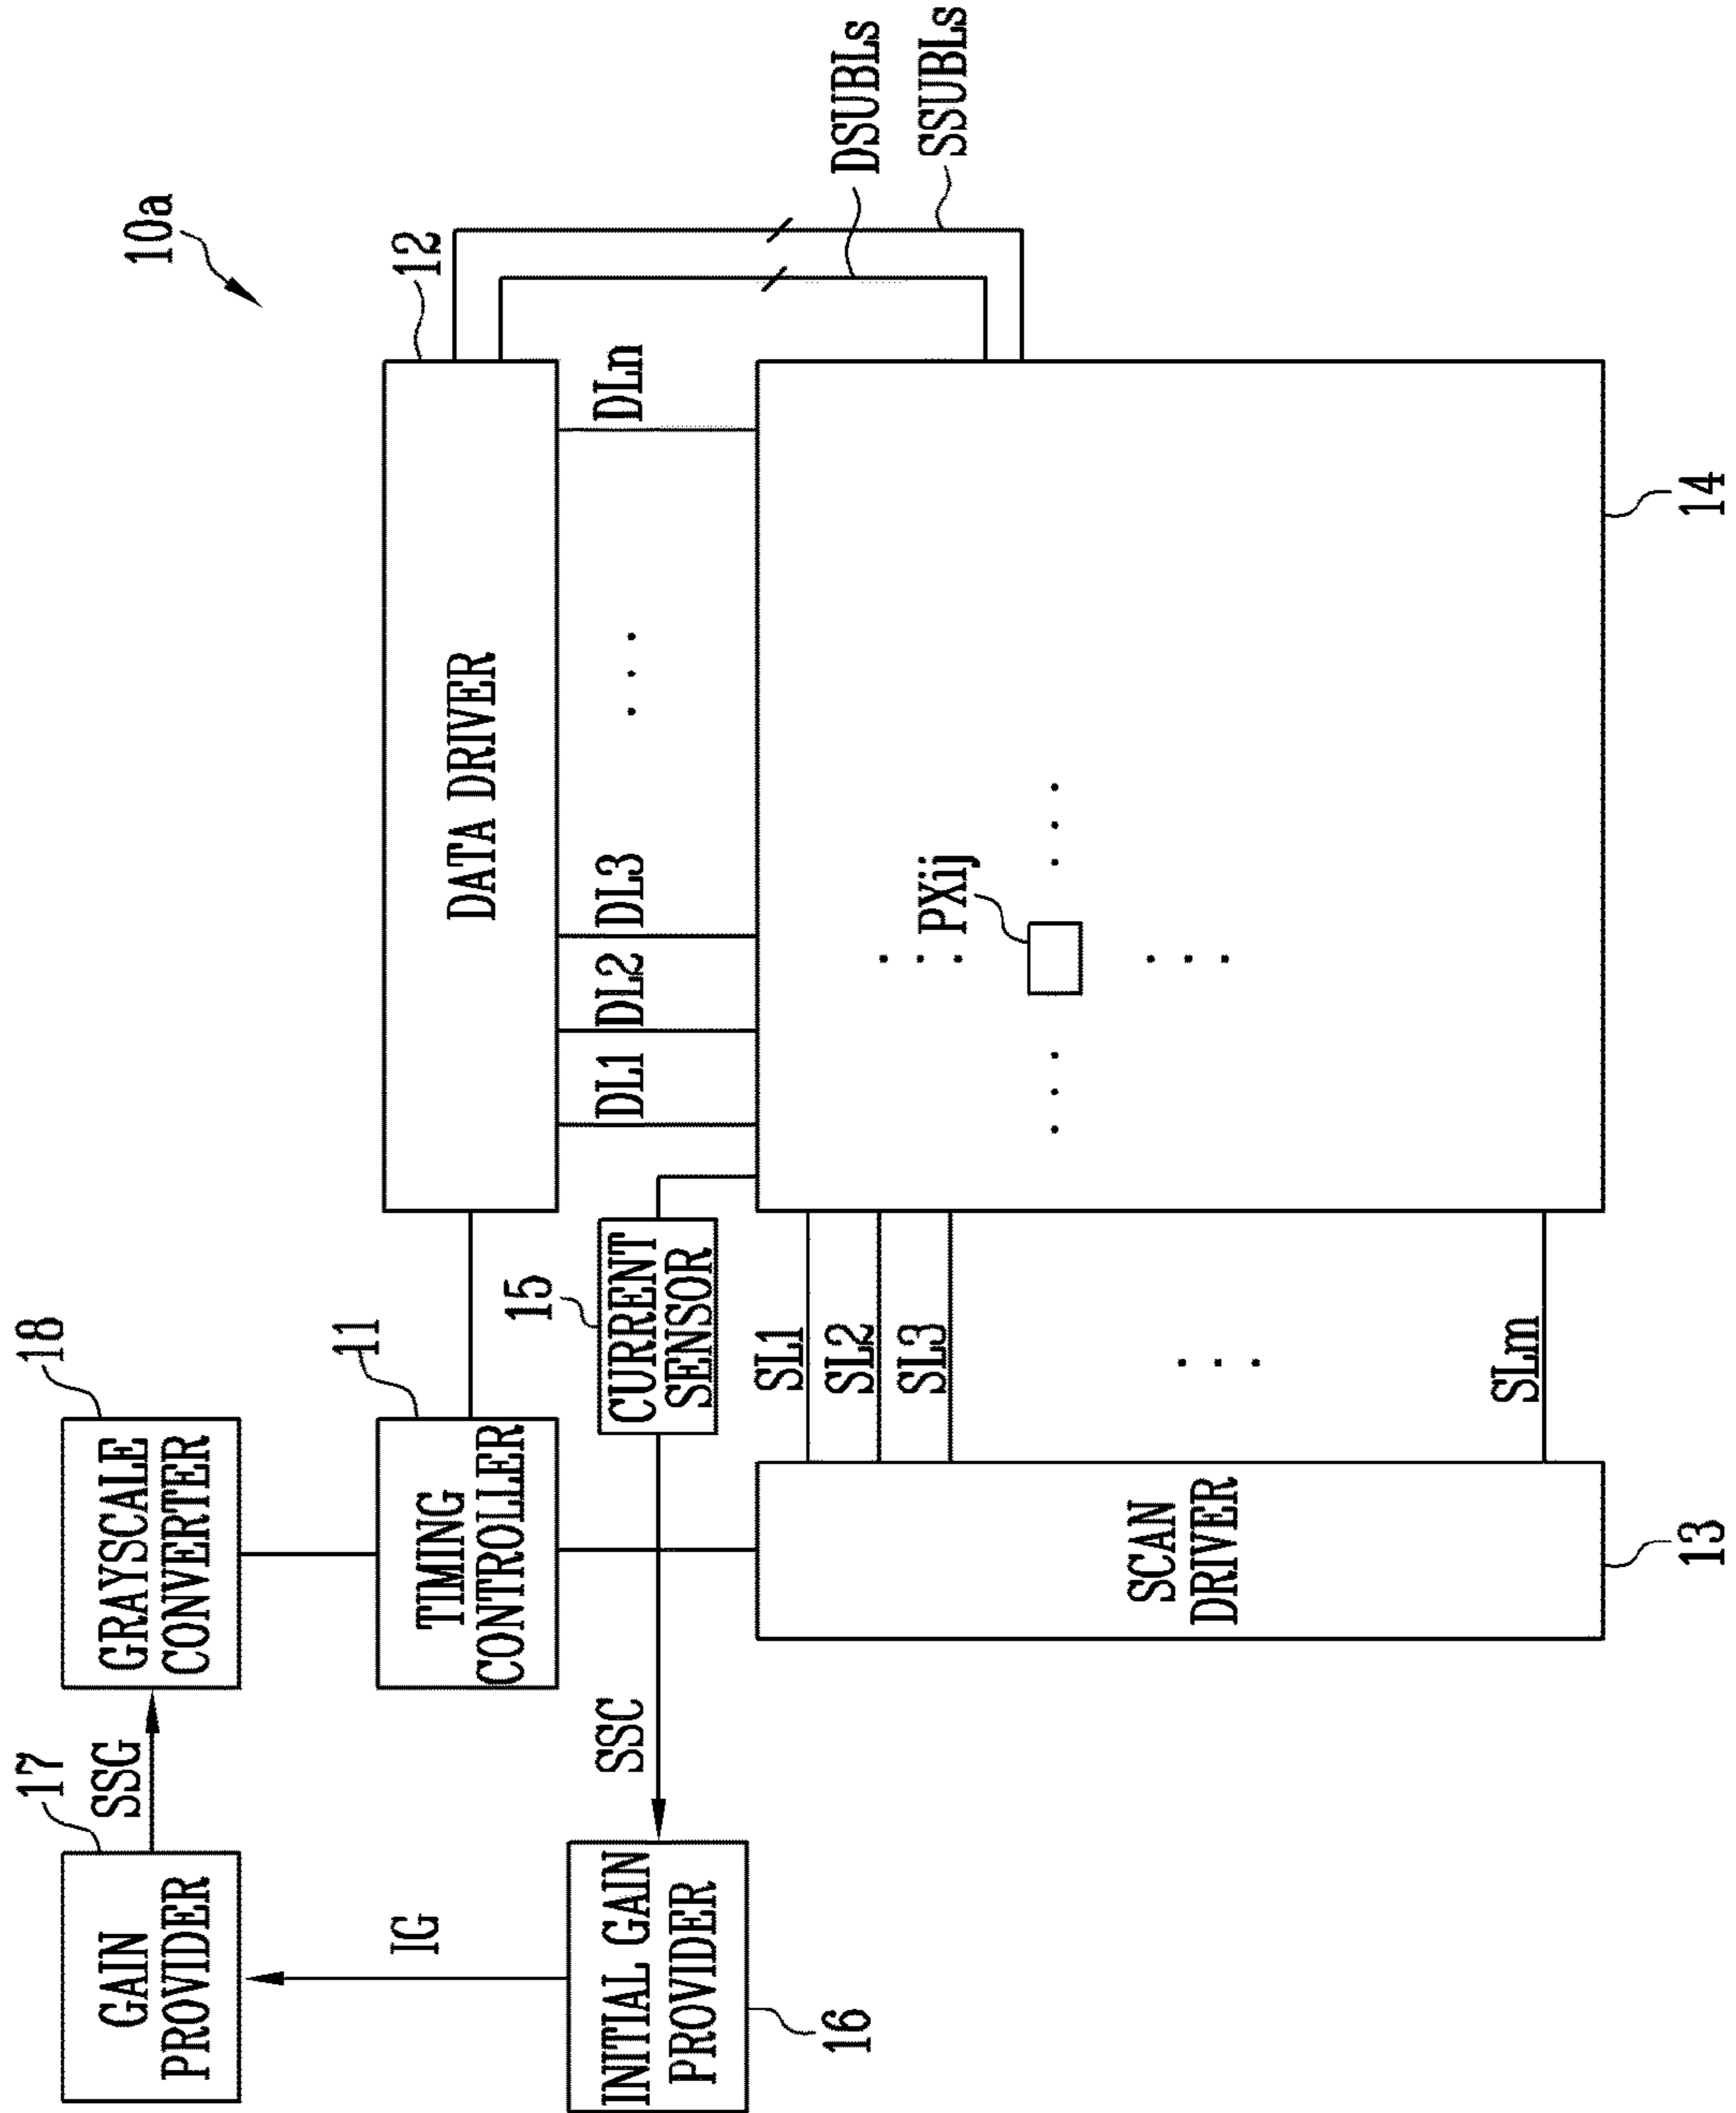 10a
17
18
GAIN
PROVIDER
SSG
GRAYSCALE
CONVERTER
11
12
IG
TIMING
CONTROLLER
DATA DRIVER
15
INITIAL GAIN
PROVIDER
16
SSC
CURRENT
SENSOR
DL1
DL2
DL3
. . .
DLn
DSUBLs
SSUBLs
SL1
SL2
SL3
. . .
SLm
SCAN
DRIVER
13
PXij
14